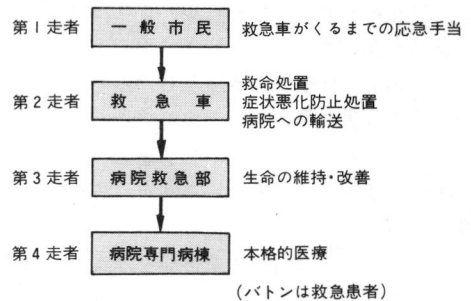 第1走者 一般市民 救急車がくるまでの応急手当
救命処置
第2走者 救急車 症状悪化防止処置
病院への輸送
第3走者 病院救急部 生命の維持・改善
第4走者 病院専門病棟 本格的医療
(バトンは救急患者)